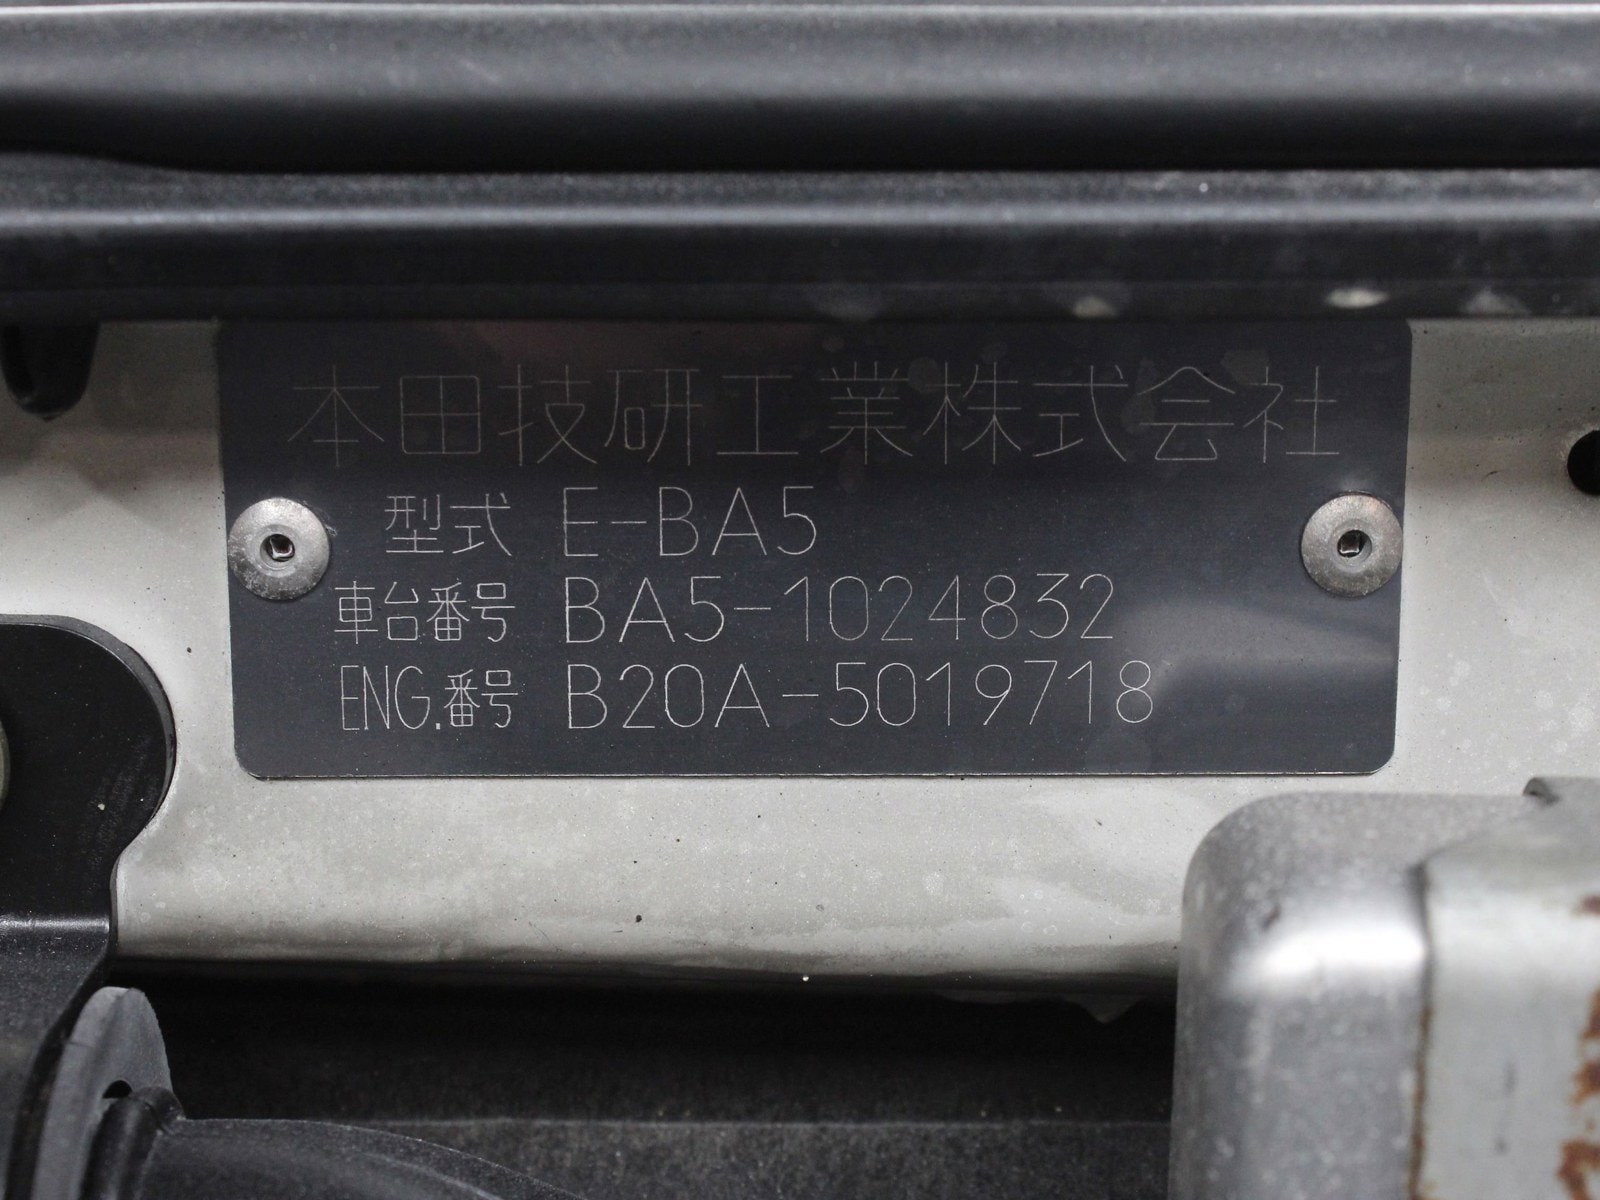 本田技研工業株式会社
型式 E-BA5
車台番号 BA5-1024832
ENG.番号 B20A-5019718